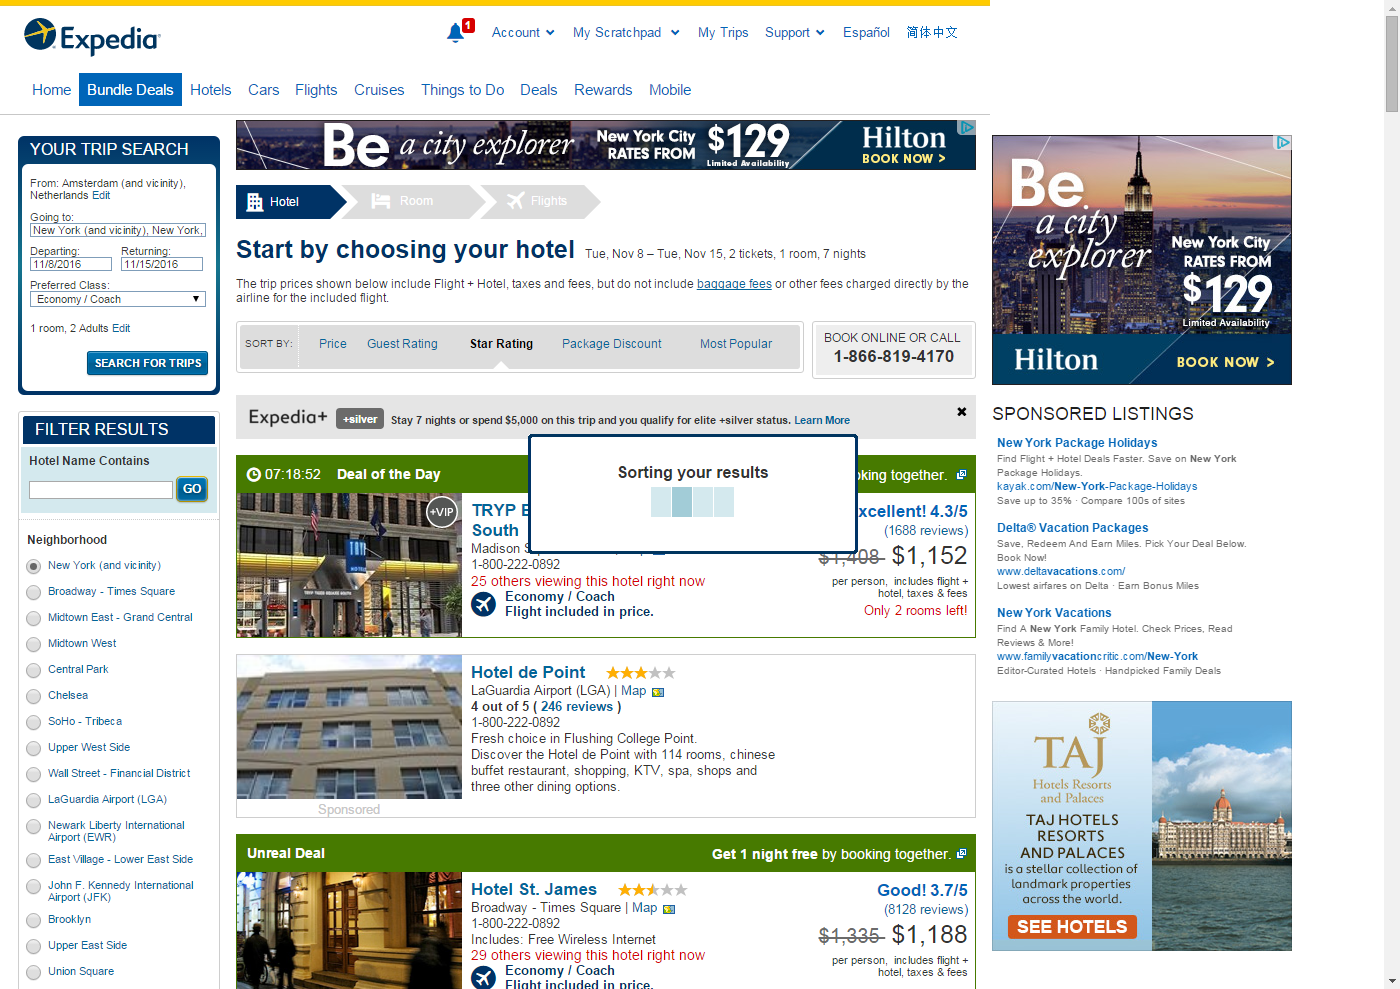 Expedia
1
Account
My Scratchpad
My Trips
Support
Español
简体中文
Home
Bundle Deals
Hotels
Cars
Flights
Cruises
Things to Do
Deals
Rewards
Mobile
YOUR TRIP SEARCH
From: Amsterdam (and vicinity),
Netherlands Edit
Going to:
New York (and vicinity), New York,
Departing:
Returning:
11/8/2016
11/15/2016
Preferred Class:
Economy / Coach
1 room, 2 Adults Edit
SEARCH FOR TRIPS
FILTER RESULTS
Hotel Name Contains
GO
Neighborhood
New York (and vicinity)
Broadway - Times Square
Midtown East - Grand Central
Midtown West
Central Park
Chelsea
SoHo - Tribeca
Upper West Side
Wall Street - Financial District
LaGuardia Airport (LGA)
Newark Liberty International
Airport (EWR)
East Village - Lower East Side
John F. Kennedy International
Airport (JFK)
Brooklyn
Upper East Side
Union Square
Be a city explorer
New York City
RATES FROM
$129
Limited Availability
Hilton
BOOK NOW >
Hotel
Room
Flights
Start by choosing your hotel
Tue, Nov 8 – Tue, Nov 15, 2 tickets, 1 room, 7 nights
The trip prices shown below include Flight + Hotel, taxes and fees, but do not include baggage fees or other fees charged directly by the
airline for the included flight.
SORT BY:
Price
Guest Rating
Star Rating
Package Discount
Most Popular
BOOK ONLINE OR CALL
1-866-819-4170
Expedia+
+silver
Stay 7 nights or spend $5,000 on this trip and you qualify for elite +silver status. Learn More
Sorting your results
07:18:52
Deal of the Day
oking together.
+VIP
TRYP
South
Madison S
1-800-222-0892
25 others viewing this hotel right now
Economy / Coach
Flight included in price.
xcellent! 4.3/5
(1688 reviews)
$1,408
$1,152
per person, includes flight +
hotel, taxes & fees
Only 2 rooms left!
Hotel de Point
LaGuardia Airport (LGA) | Map
4 out of 5 ( 246 reviews )
1-800-222-0892
Fresh choice in Flushing College Point.
Discover the Hotel de Point with 114 rooms, chinese
buffet restaurant, shopping, KTV, spa, shops and
three other dining options.
Sponsored
Unreal Deal
Get 1 night free by booking together.
Hotel St. James
Broadway - Times Square | Map
1-800-222-0892
Includes: Free Wireless Internet
29 others viewing this hotel right now
Economy / Coach
Flight included in price.
Good! 3.7/5
(8128 reviews)
$1,335
$1,188
per person, includes flight +
hotel, taxes & fees
Be
a city
explorer
New York City
RATES FROM
$129
Limited Availability
Hilton
BOOK NOW >
SPONSORED LISTINGS
New York Package Holidays
Find Flight + Hotel Deals Faster. Save on New York
Package Holidays.
kayak.com/New-York-Package-Holidays
Save up to 35% · Compare 100s of sites
Delta® Vacation Packages
Save, Redeem And Earn Miles. Pick Your Deal Below.
Book Now!
www.deltavacations.com/
Lowest airfares on Delta · Earn Bonus Miles
New York Vacations
Find A New York Family Hotel. Check Prices, Read
Reviews & More!
www.familyvacationcritic.com/New-York
Editor-Curated Hotels · Handpicked Family Deals
TAJ
Hotels Resorts
and Palaces
TAJ HOTELS
RESORTS
AND PALACES
is a stellar collection of
landmark properties
across the world.
SEE HOTELS